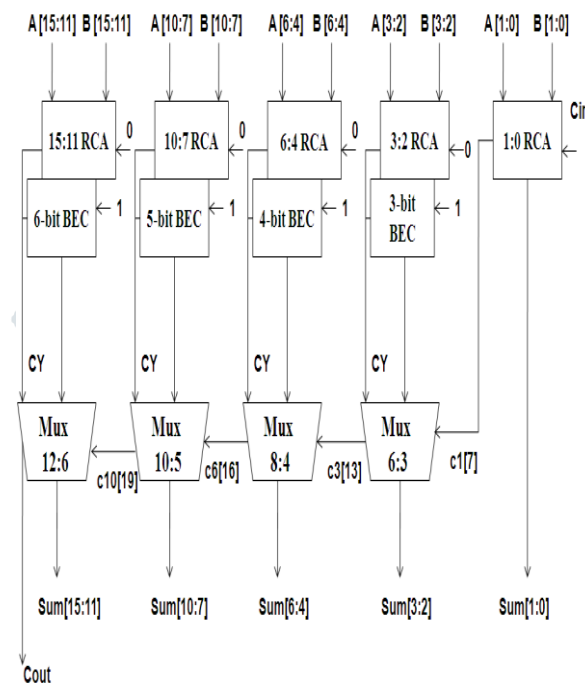 A[15:11] B[15:11] A[10:7] B[10:7] A[6:4] B[6:4] A[3:2] B[3:2] A[1:0] B[1:0]
Cin
0 0 0 0
15:11 RCA 10:7 RCA 6:4 RCA 3:2 RCA 1:0 RCA
6-bit BEC 1 5-bit BEC 1 4-bit BEC 1 3-bit 1
BEC
CY CY CY CY
Mux Mux Mux Mux
12:6 10:5 8:4 6:3
c10[19] c6[16] c3[13] c1[7]
Sum[15:11] Sum[10:7] Sum[6:4] Sum[3:2] Sum[1:0]
Cout